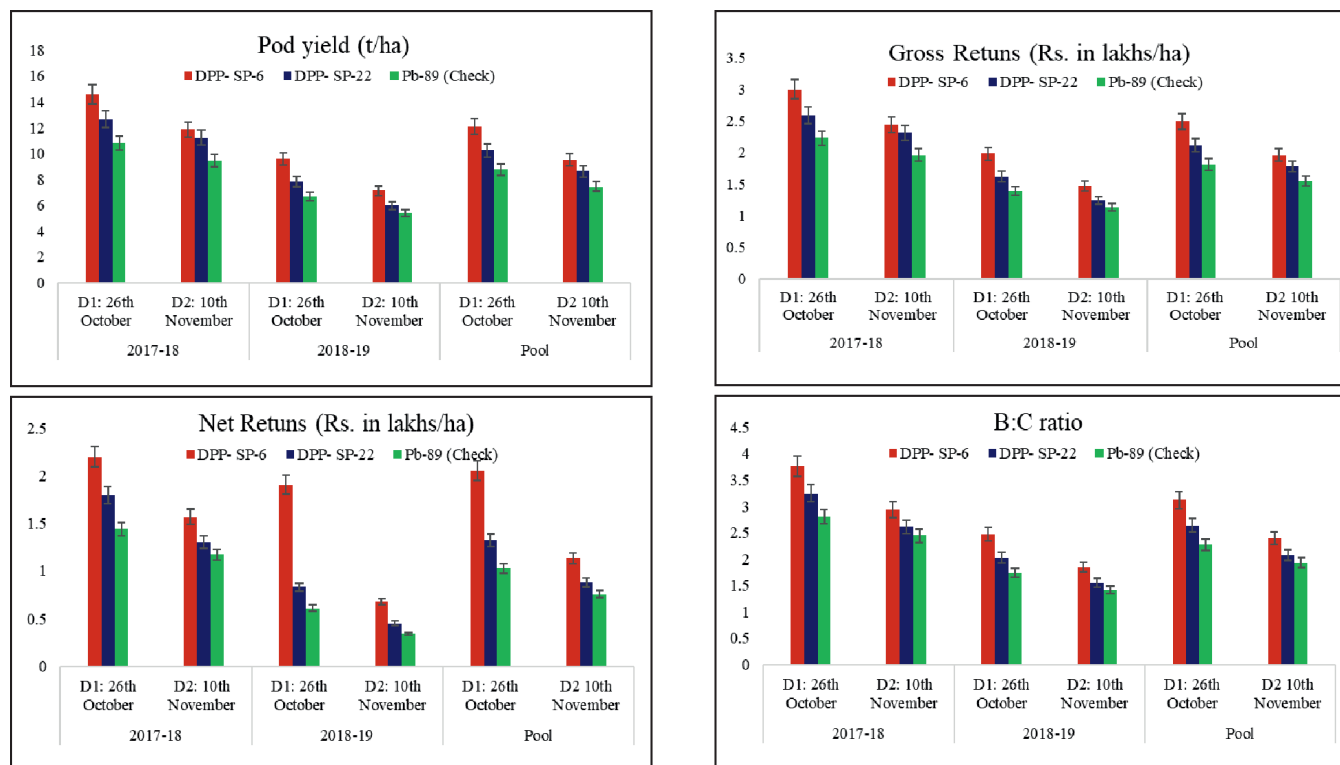 Pod yield (t/ha)
DPP- SP-6 DPP- SP-22 Pb-89 (Check)
18
16
14
12
10
8
6
4
2
0
D1: 26th October D2: 10th November D1: 26th October D2: 10th November D1: 26th October D2 10th November
2017-18 2018-19 Pool
Gross Retuns (Rs. in lakhs/ha)
DPP- SP-6 DPP- SP-22 Pb-89 (Check)
3.5
3
2.5
2
1.5
1
0.5
0
D1: 26th October D2: 10th November D1: 26th October D2: 10th November D1: 26th October D2 10th November
2017-18 2018-19 Pool
Net Retuns (Rs. in lakhs/ha)
DPP- SP-6 DPP- SP-22 Pb-89 (Check)
2.5
2
1.5
1
0.5
0
D1: 26th October D2: 10th November D1: 26th October D2: 10th November D1: 26th October D2 10th November
2017-18 2018-19 Pool
B:C ratio
DPP- SP-6 DPP- SP-22 Pb-89 (Check)
4.5
4
3.5
3
2.5
2
1.5
1
0.5
0
D1: 26th October D2: 10th November D1: 26th October D2: 10th November D1: 26th October D2 10th November
2017-18 2018-19 Pool